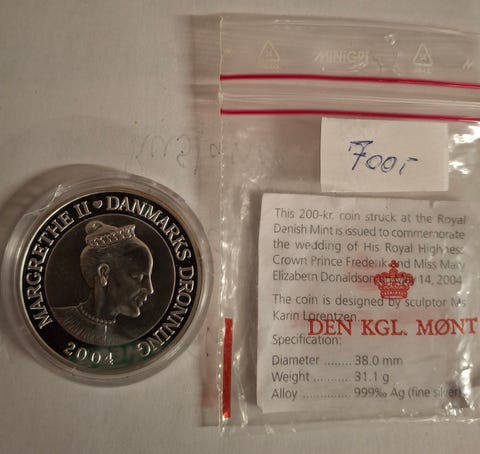 MINIGRIP
700,-
MARGRETHE II ♥ DANMARKS DRONNING
2004
This 200-kr. coin struck at the Royal
Danish Mint is issued to commemorate
the wedding of His Royal Highness
Crown Prince Frederik and Miss Mary
Elizabeth Donaldson 14, 2004
The coin is designed by sculptor Ms
Karin Lorentzen
DEN KGL. MØNT
Specification:
Diameter ........ 38.0 mm
Weight ........... 31.1 g
Alloy ............. 999‰ Ag (fine silver)